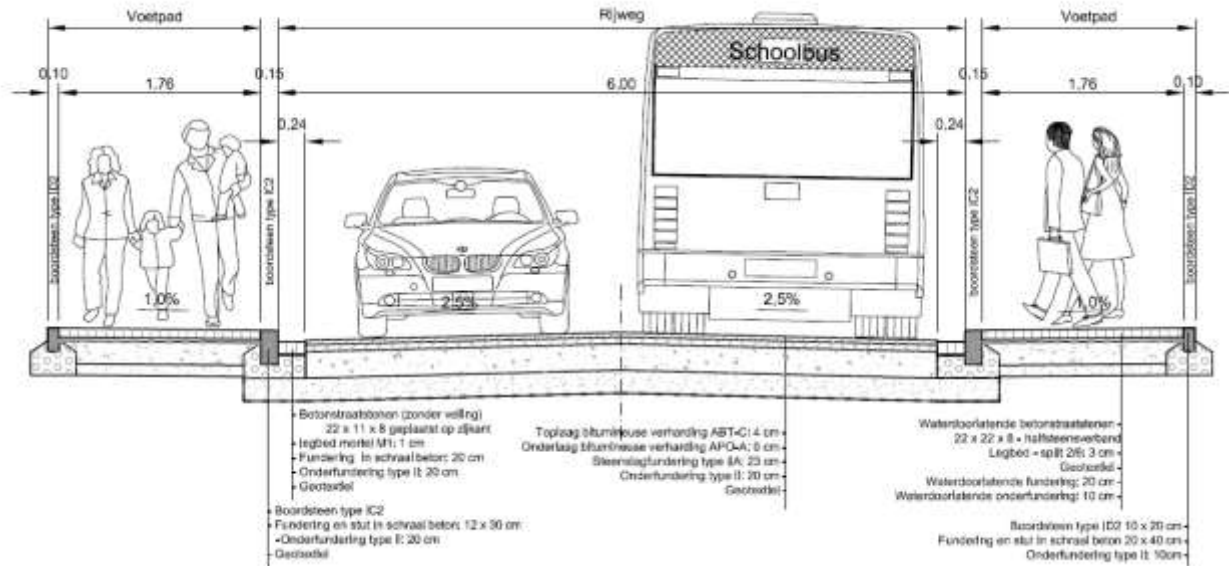 Voetpad
Rijweg
Voetpad
Schoolbus
0.10
1.76
0.15
6.00
0.15
1.76
0.10
0.24
0.24
boordsteen type ID2
boordsteen type IC2
boordsteen type IC2
boordsteen type ID2
1,0%
2,5%
2,5%
1,0%
Betonstraatstenen (zonder velling)
22 x 11 x 8 geplaatst op zijkant
legbed mortel M1: 1 cm
Fundering in schraal beton: 20 cm
Onderfundering type II: 20 cm
Geotextiel
Boordsteen type IC2
Fundering en stut in schraal beton: 12 x 30 cm
Onderfundering type II: 20 cm
Geotextiel
Toplaag bitumineuse verharding ABT-C: 4 cm
Onderlaag bitumineuse verharding APO-A: 6 cm
Steenslagfundering type IIA: 23 cm
Onderfundering type II: 20 cm
Geotextiel
Waterdoorlatende betonstraatstenen
22 x 22 x 8 - halfsteensverband
Legbed - split 2/8: 3 cm
Geotextiel
Waterdoorlatende fundering: 20 cm
Waterdoorlatende onderfundering: 10 cm
Boordsteen type ID2 10 x 20 cm
Fundering en stut in schraal beton 20 x 40 cm
Onderfundering type II: 10cm